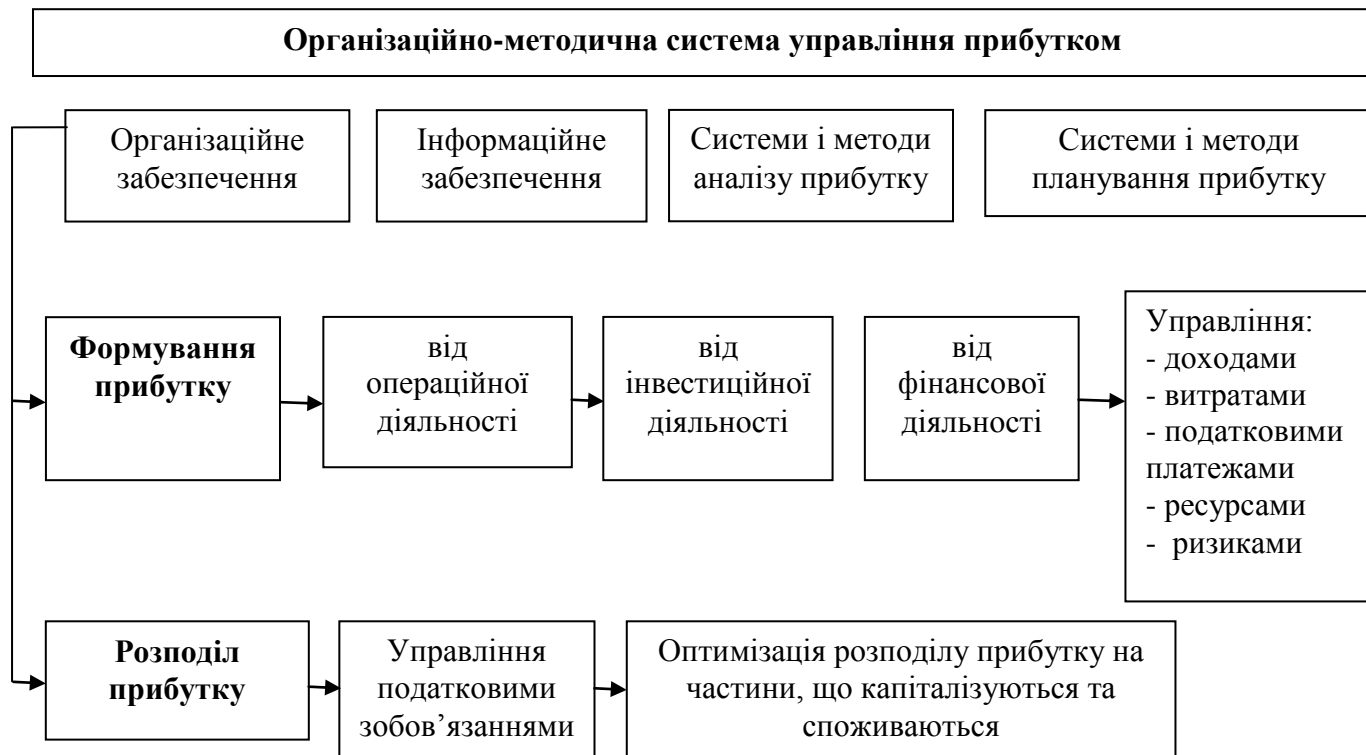 Організаційно-методична система управління прибутком
Організаційне
забезпечення
Інформаційне
забезпечення
Системи і методи
аналізу прибутку
Системи і методи
планування прибутку
Формування
прибутку
від
операційної
діяльності
від
інвестиційної
діяльності
від
фінансової
діяльності
Управління:
- доходами
- витратами
- податковими
платежами
- ресурсами
- ризиками
Розподіл
прибутку
Управління
податковими
зобов’язаннями
Оптимізація розподілу прибутку на
частини, що капіталізуються та
споживаються